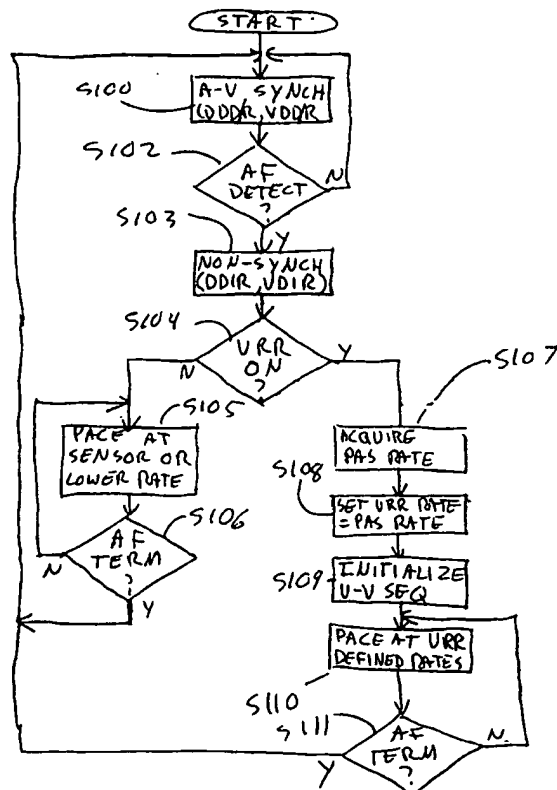 START
S100
A-V SYNCH
(DDD/R, VDD/R
S102
AF
DETECT
?
N
S103
Y
NON-SYNCH
(DDIR, VDIR)
S104
VRR
ON
?
N
Y
S107
S105
PACE AT
SENSOR OR
LOWER RATE
ACQUIRE
PAS RATE
S108
SET VRR RATE
= PAS RATE
S106
AF
TERM
?
N
Y
S109
INITIALIZE
V-V SEQ
PACE AT VRR
DEFINED RATES
S110
S111
AF
TERM
?
N
Y